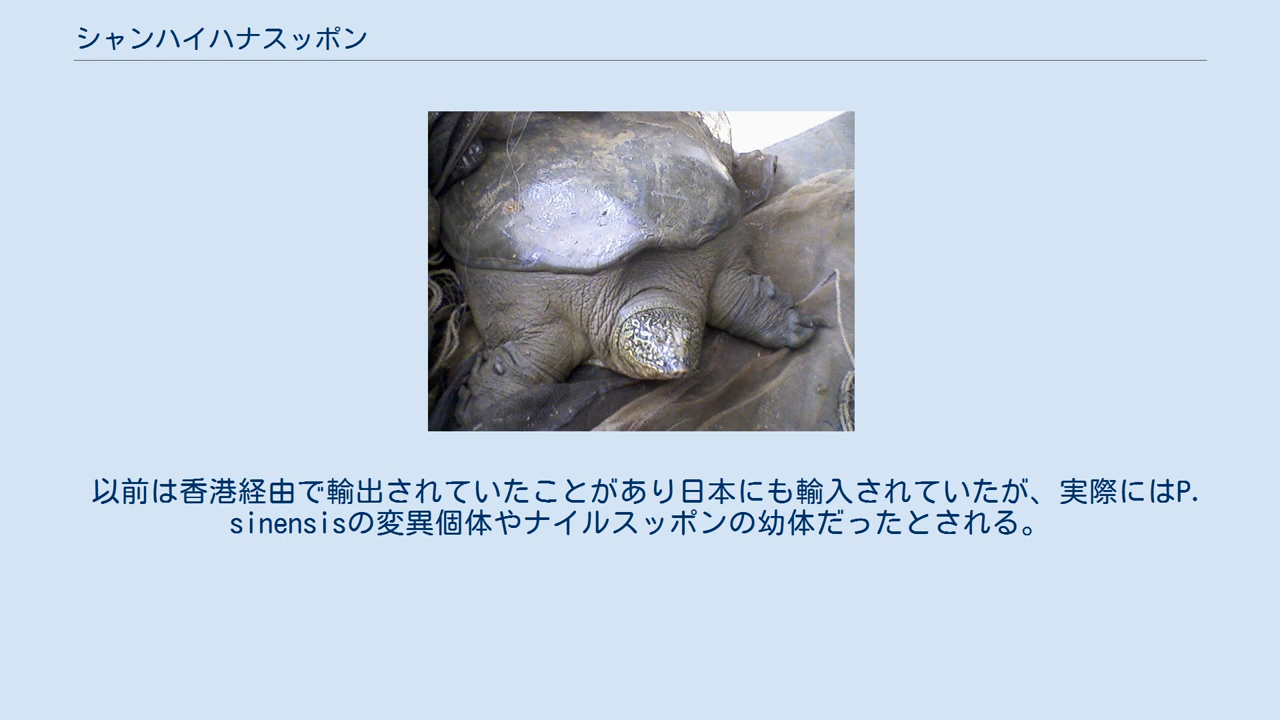 シャンハイハナスッポン
以前は香港経由で輸出されていたことがあり日本にも輸入されていたが、実際にはP.
sinensisの変異個体やナイルスッポンの幼体だったとされる。